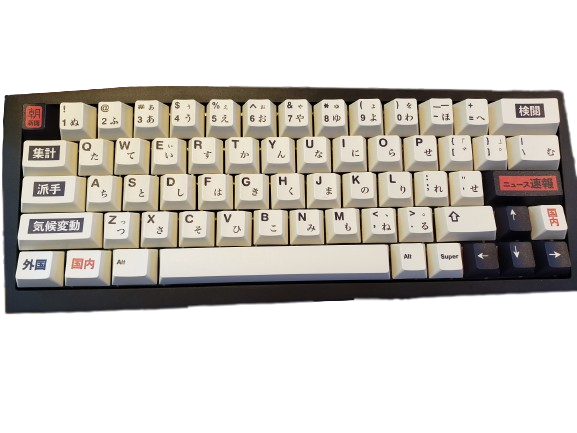 朝 ! 1 ぬ @ 2 ふ # ぁ 3 あ $ ぅ 4 う % ぇ 5 え ^ ぉ 6 お & ゃ 7 や * ゅ 8 ゆ ( ょ 9 よ ) を 0 わ — - ほ + = へ 検閲
集計 Q た W て E ぃ い R す T か Y ん U な I に O ら P せ { [ ゛ } ] ゜ | \ む
派手 A ち S と D し F は G き H く J ま K の L り : ; れ " ' せ ニュース速報
気候変動 Z っ つ X さ C そ V ひ B こ N み M も < 、 , ね > 。 . る ⇧ ↑ 国内
外国 国内 Alt Alt Super ← ↓ →